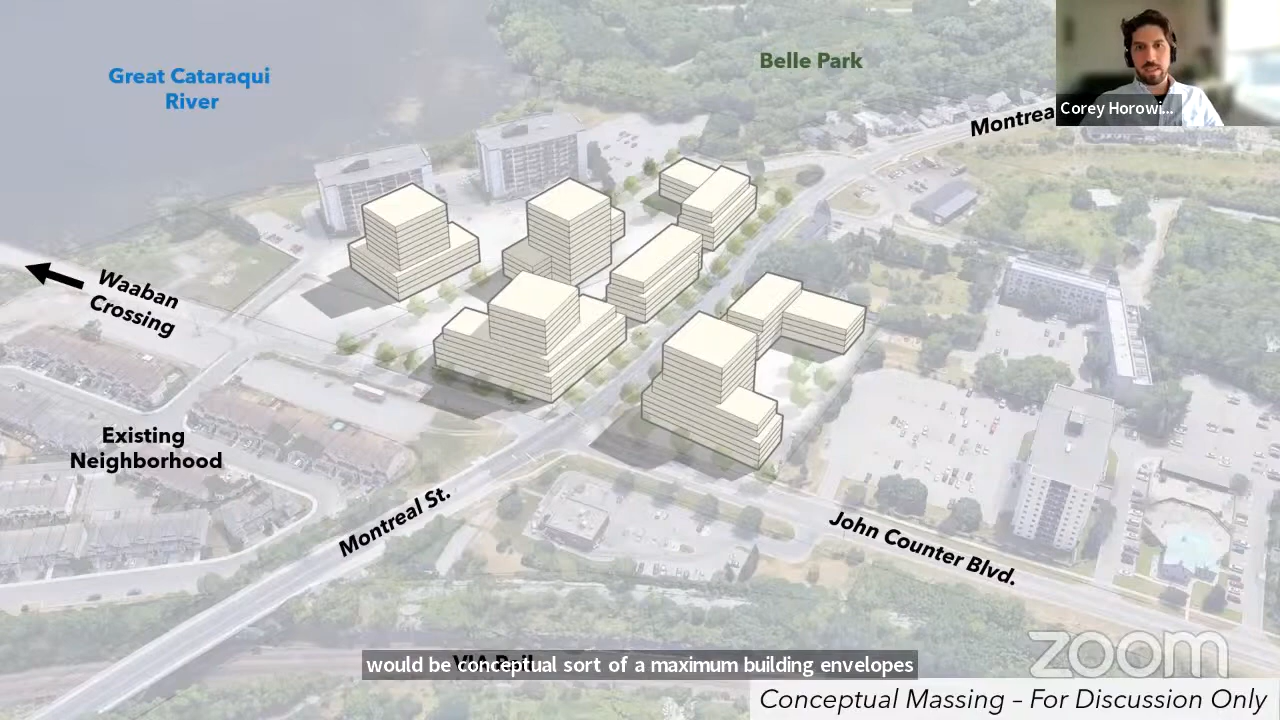 Great Cataraqui
River
Belle Park
Corey Horowi...
Waaban
Crossing
Existing
Neighborhood
Montreal St.
John Counter Blvd.
would be conceptual sort of a maximum building envelopes
zoom
Conceptual Massing – For Discussion Only